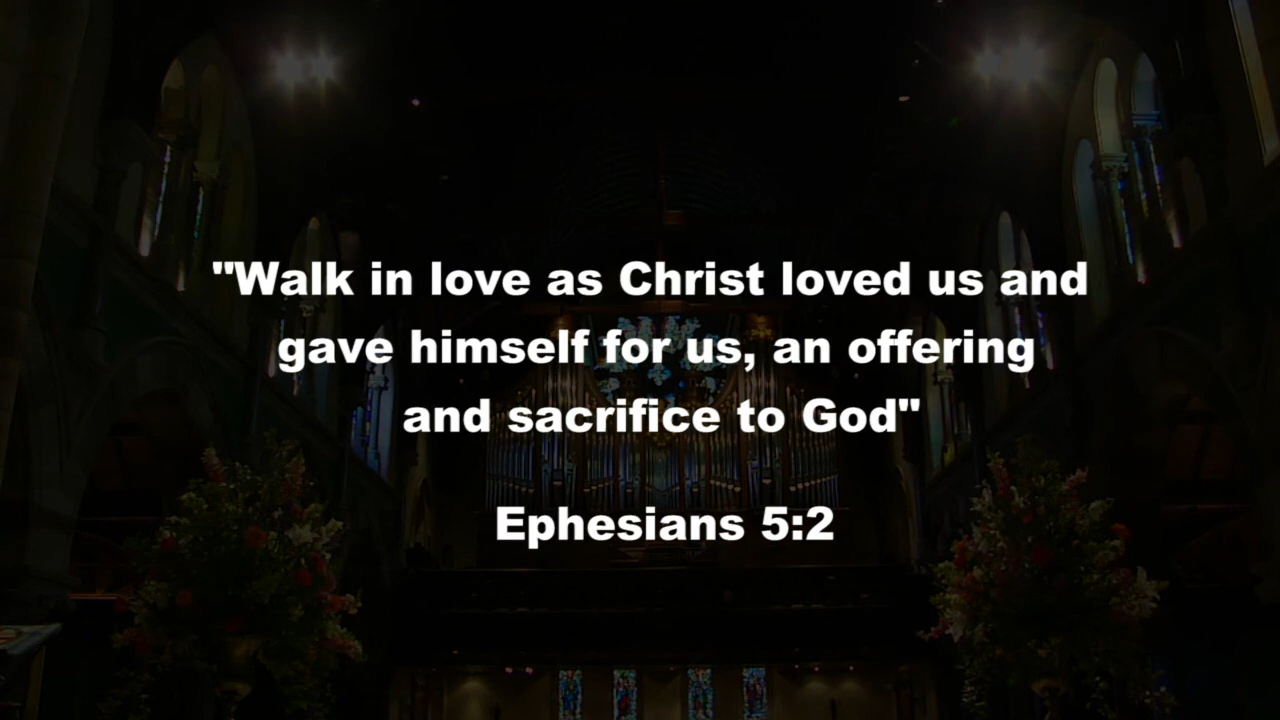 "Walk in love as Christ loved us and
gave himself for us, an offering
and sacrifice to God"
Ephesians 5:2